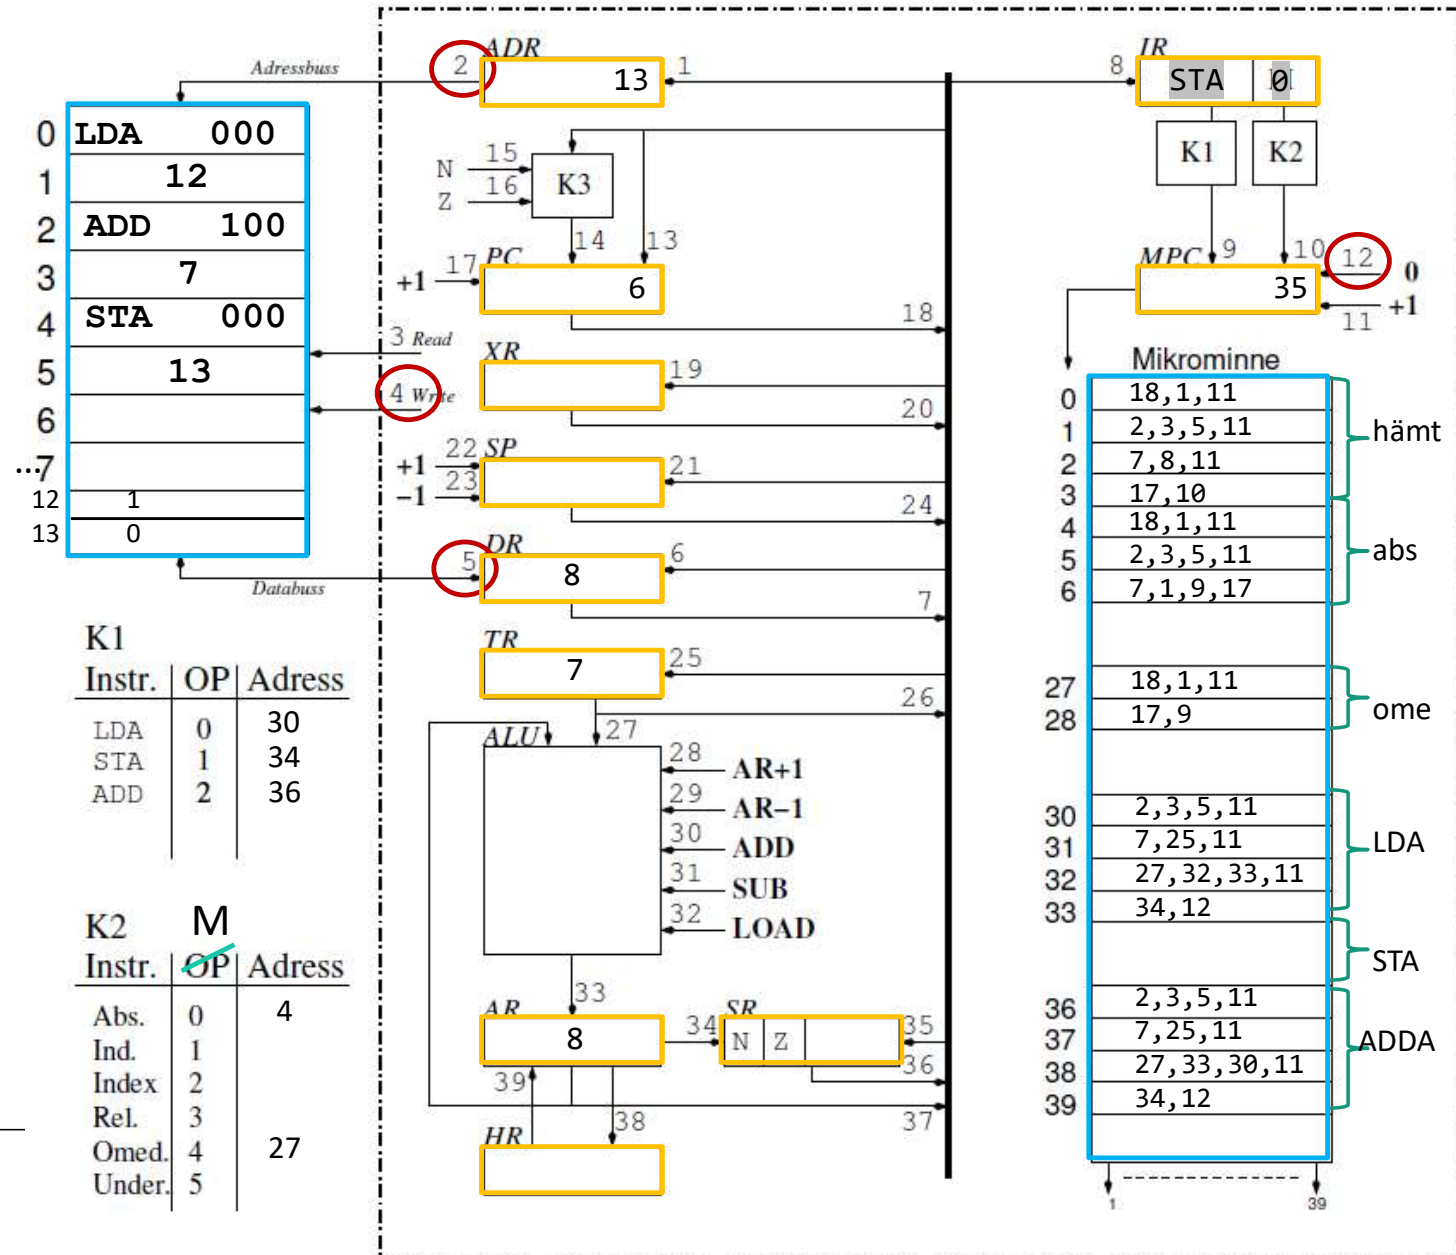 ADR
IR
Adressbuss
2
13
1
8
STA 0
0 LDA 000
1 12
2 ADD 100
3 7
4 STA 000
5 13
6
...7
12 1
13 0
N 15
Z 16
K3
K1 K2
14 13
9 10 12 0
17 PC
+1
6
MPC
35
11 +1
18
3 Read
4 Write
XR
19
20
22 SP
+1
23
-1
21
24
DR
5
8
6
Databuss
7
TR
7
25
26
27
ALU
28 AR+1
29 AR-1
30 ADD
31 SUB
32 LOAD
33
AR
8
34
SR
N Z
35
36
37
39
38
HR
Mikrominne
0 18,1,11
1 2,3,5,11
2 7,8,11
3 17,10
hämt
4 18,1,11
5 2,3,5,11
6 7,1,9,17
abs
27 18,1,11
28 17,9
ome
30 2,3,5,11
31 7,25,11
32 27,32,33,11
33 34,12
LDA
STA
36 2,3,5,11
37 7,25,11
38 27,33,30,11
39 34,12
ADDA
1 39
K1
Instr. OP Adress
LDA 0 30
STA 1 34
ADD 2 36
K2 M
Instr. OP Adress
Abs. 0 4
Ind. 1
Index 2
Rel. 3
Omed. 4 27
Under. 5